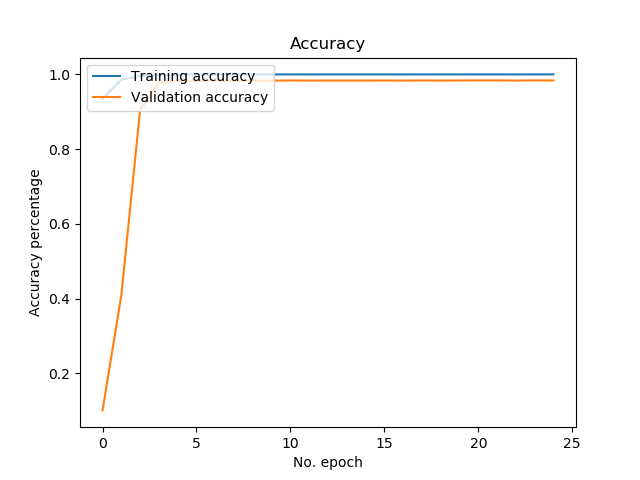 Accuracy
Training accuracy
Validation accuracy
1.0
0.8
0.6
0.4
0.2
Accuracy percentage
0 5 10 15 20 25
No. epoch